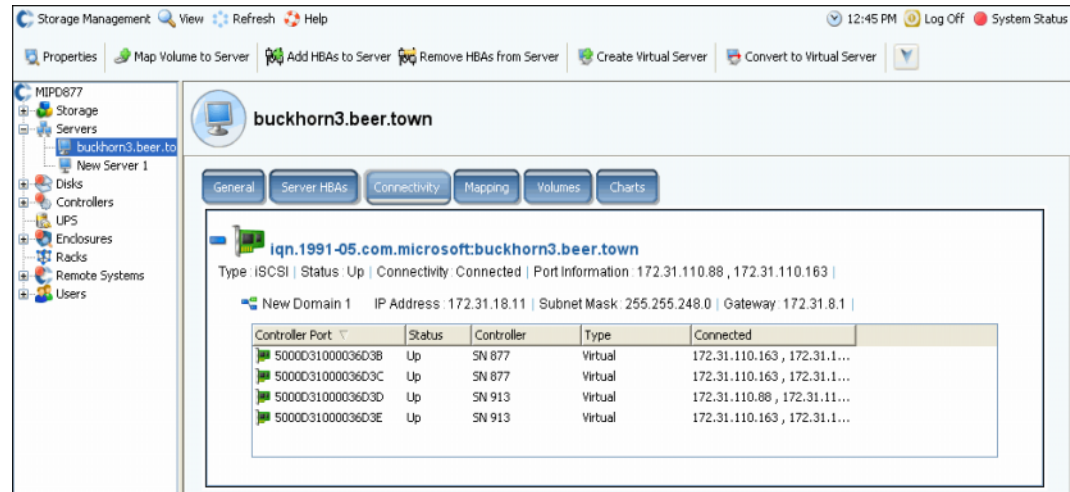 Storage Management View Refresh Help 12:45 PM Log Off System Status
Properties Map Volume to Server Add HBAs to Server Remove HBAs from Server Create Virtual Server Convert to Virtual Server
MIPD877
Storage
Servers
buckhorn3.beer.to
New Server 1
Disks
Controllers
UPS
Enclosures
Racks
Remote Systems
Users
buckhorn3.beer.town
General Server HBAs Connectivity Mapping Volumes Charts
iqn.1991-05.com.microsoft:buckhorn3.beer.town
Type : iSCSI | Status : Up | Connectivity : Connected | Port Information : 172.31.110.88 , 172.31.110.163 |
New Domain 1 IP Address : 172.31.18.11 | Subnet Mask : 255.255.248.0 | Gateway : 172.31.8.1 |
Controller Port Status Controller Type Connected
5000D31000036D3B Up SN 877 Virtual 172.31.110.163 , 172.31.1...
5000D31000036D3C Up SN 877 Virtual 172.31.110.163 , 172.31.1...
5000D31000036D3D Up SN 913 Virtual 172.31.110.88 , 172.31.11...
5000D31000036D3E Up SN 913 Virtual 172.31.110.163 , 172.31.1...